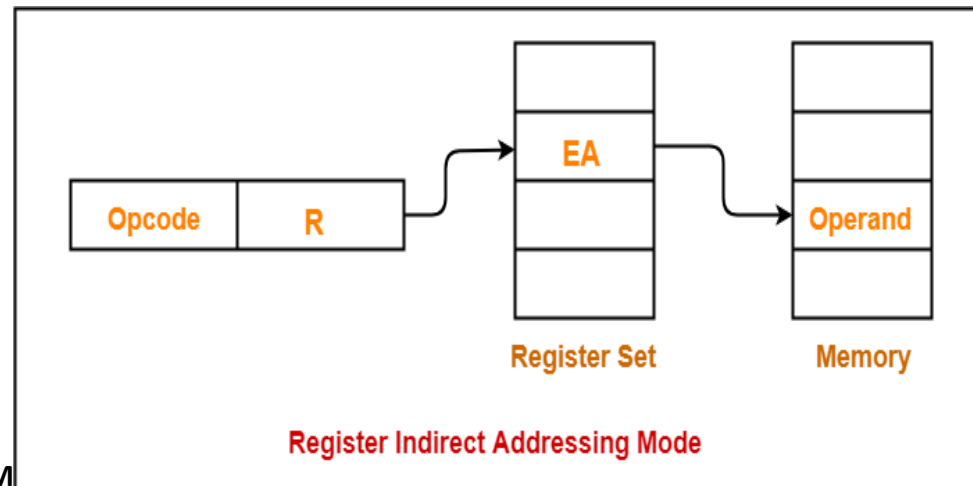 EA
Opcode R Operand
Register Set Memory
Register Indirect Addressing Mode
M